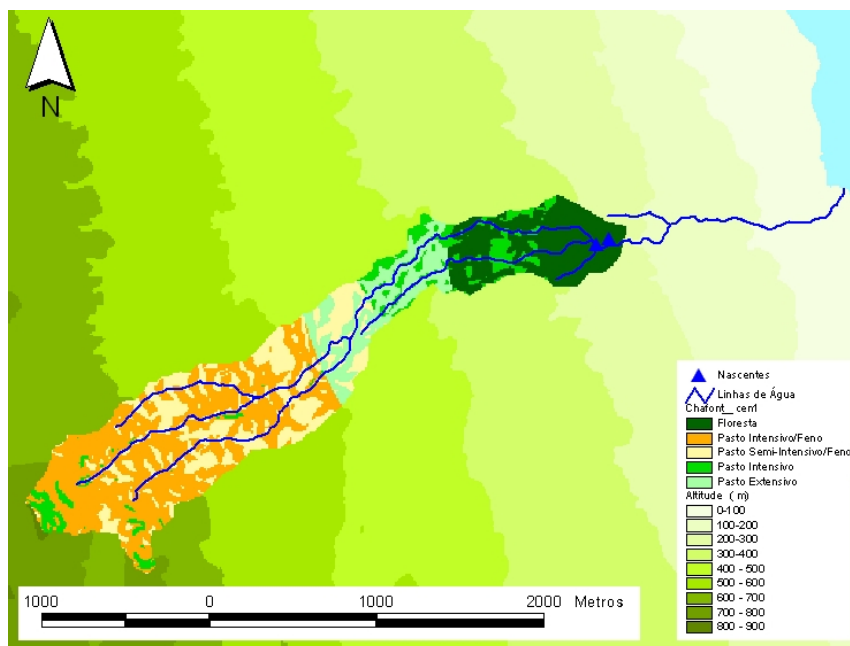 N
Nascentes
Linhas de Água
Chafont_ cen1
Floresta
Pasto Intensivo/Feno
Pasto Semi-Intensivo/Feno
Pasto Intensivo
Pasto Extensivo
Altitude (m)
0-100
100-200
200-300
300-400
400 - 500
500 - 600
600 - 700
700 - 800
800 - 900
1000 0 1000 2000 Metros